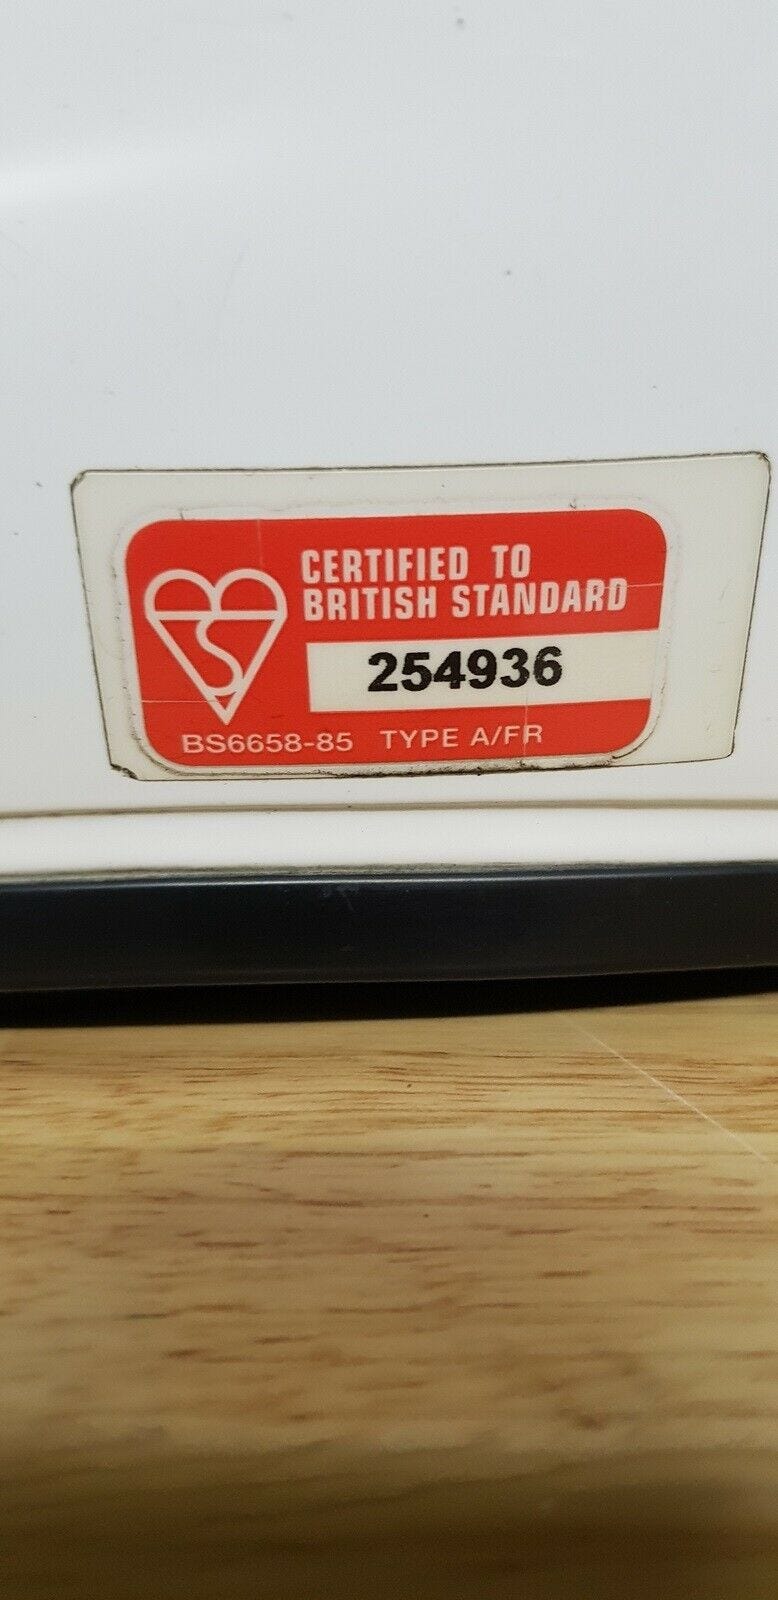 CERTIFIED TO
BRITISH STANDARD
254936
BS6658-85 TYPE A/FR